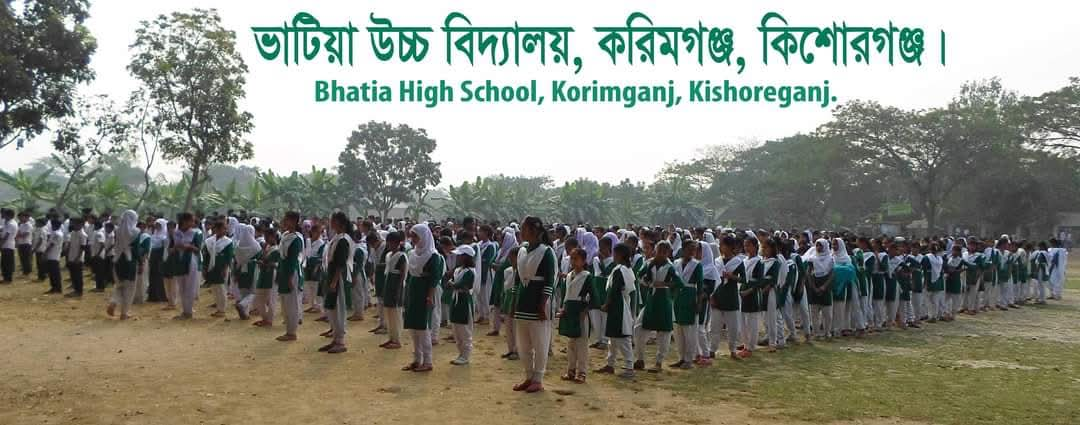 ভাটিয়া উচ্চ বিদ্যালয়, করিমগঞ্জ, কিশোরগঞ্জ।
Bhatia High School, Korimganj, Kishoreganj.